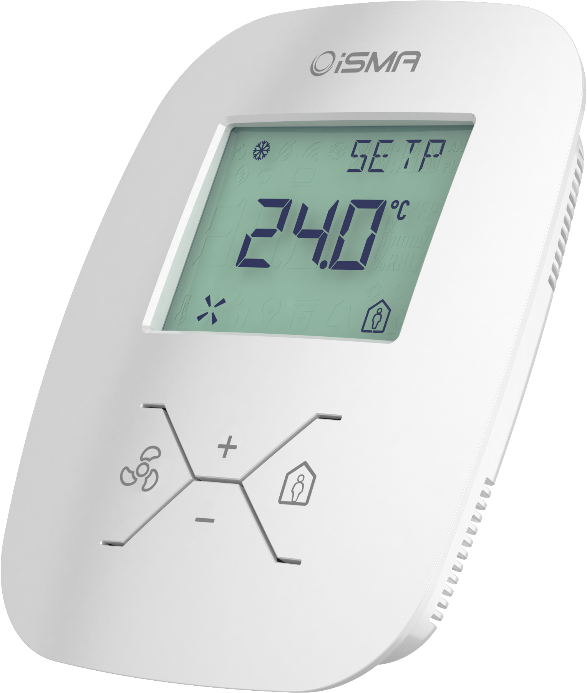 iSMA
SETP
24.0 °C
+
−